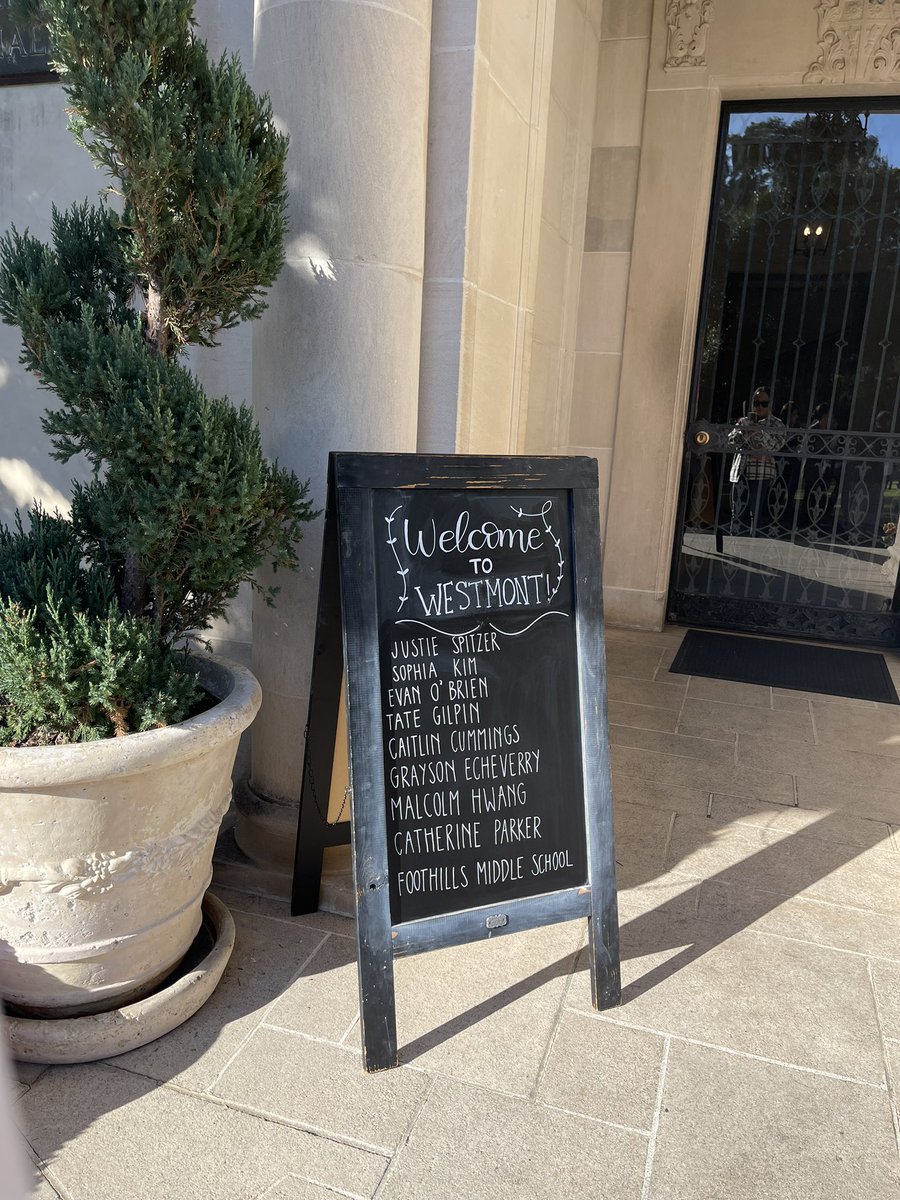 Welcome
TO
WESTMONT!
JUSTIE SPITZER
SOPHIA KIM
EVAN O'BRIEN
TATE GILPIN
CAITLIN CUMMINGS
GRAYSON ECHEVERRY
MALCOLM HWANG
CATHERINE PARKER
FOOTHILLS MIDDLE SCHOOL